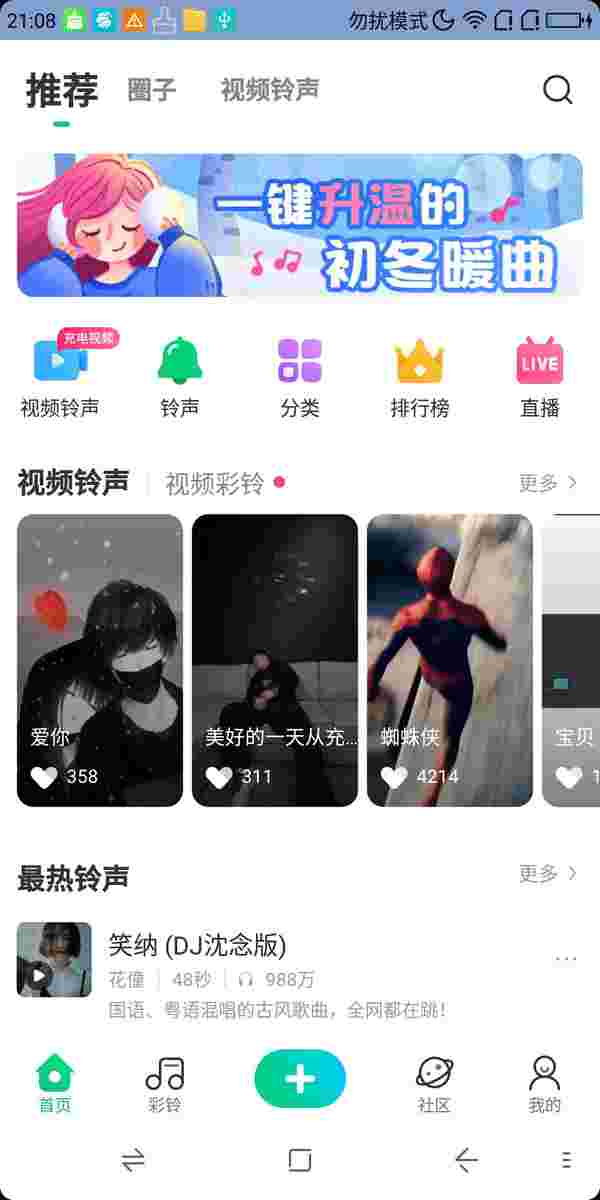 21:08 勿扰模式
推荐 圈子 视频铃声
一键升温的
初冬暖曲
充电视频
LIVE
视频铃声 铃声 分类 排行榜 直播
视频铃声 视频彩铃 更多
爱你 美好的一天从充... 蜘蛛侠 宝贝
358 311 4214 1
最热铃声 更多
笑纳 (DJ沈念版)
花僮 48秒 988万
国语、粤语混唱的古风歌曲，全网都在跳！
首页 彩铃 社区 我的